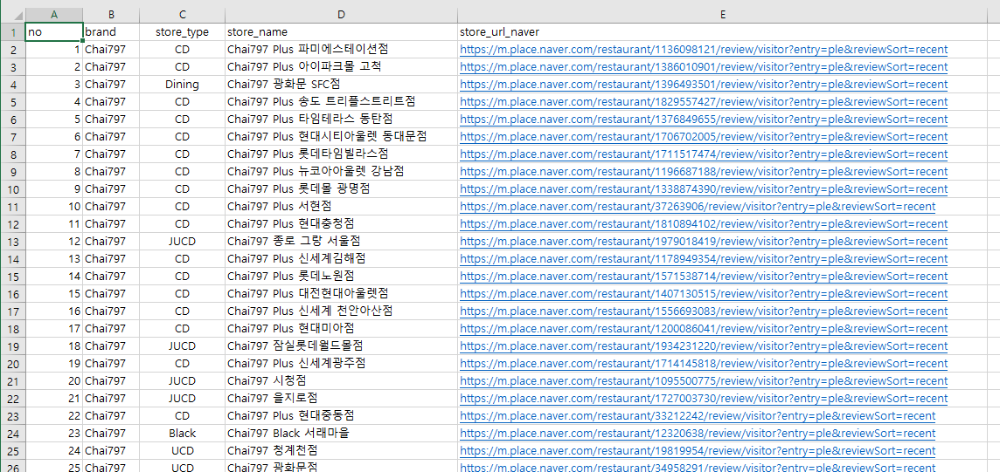 A B C D E
1 no brand store_type store_name store_url_naver
2 1 Chai797 CD Chai797 Plus 파미에스테이션점 https://m.place.naver.com/restaurant/1136098121/review/visitor?entry=ple&reviewSort=recent
3 2 Chai797 CD Chai797 Plus 아이파크몰 고척 https://m.place.naver.com/restaurant/1386010901/review/visitor?entry=ple&reviewSort=recent
4 3 Chai797 Dining Chai797 광화문 SFC점 https://m.place.naver.com/restaurant/1396493501/review/visitor?entry=ple&reviewSort=recent
5 4 Chai797 CD Chai797 Plus 송도 트리플스트리트점 https://m.place.naver.com/restaurant/1829557427/review/visitor?entry=ple&reviewSort=recent
6 5 Chai797 CD Chai797 Plus 타임테라스 동탄점 https://m.place.naver.com/restaurant/1376849655/review/visitor?entry=ple&reviewSort=recent
7 6 Chai797 CD Chai797 Plus 현대시티아울렛 동대문점 https://m.place.naver.com/restaurant/1706702005/review/visitor?entry=ple&reviewSort=recent
8 7 Chai797 CD Chai797 Plus 롯데타임빌라스점 https://m.place.naver.com/restaurant/1711517474/review/visitor?entry=ple&reviewSort=recent
9 8 Chai797 CD Chai797 Plus 뉴코아아울렛 강남점 https://m.place.naver.com/restaurant/1196687188/review/visitor?entry=ple&reviewSort=recent
10 9 Chai797 CD Chai797 Plus 롯데몰 광명점 https://m.place.naver.com/restaurant/1338874390/review/visitor?entry=ple&reviewSort=recent
11 10 Chai797 CD Chai797 Plus 서현점 https://m.place.naver.com/restaurant/37263906/review/visitor?entry=ple&reviewSort=recent
12 11 Chai797 CD Chai797 Plus 현대충청점 https://m.place.naver.com/restaurant/1810894102/review/visitor?entry=ple&reviewSort=recent
13 12 Chai797 JUCD Chai797 종로 그랑 서울점 https://m.place.naver.com/restaurant/1979018419/review/visitor?entry=ple&reviewSort=recent
14 13 Chai797 CD Chai797 Plus 신세계김해점 https://m.place.naver.com/restaurant/1178949354/review/visitor?entry=ple&reviewSort=recent
15 14 Chai797 CD Chai797 Plus 롯데노원점 https://m.place.naver.com/restaurant/1571538714/review/visitor?entry=ple&reviewSort=recent
16 15 Chai797 CD Chai797 Plus 대전현대아울렛점 https://m.place.naver.com/restaurant/1407130515/review/visitor?entry=ple&reviewSort=recent
17 16 Chai797 CD Chai797 Plus 신세계 천안아산점 https://m.place.naver.com/restaurant/1556693083/review/visitor?entry=ple&reviewSort=recent
18 17 Chai797 CD Chai797 Plus 현대미아점 https://m.place.naver.com/restaurant/1200086041/review/visitor?entry=ple&reviewSort=recent
19 18 Chai797 JUCD Chai797 잠실롯데월드몰점 https://m.place.naver.com/restaurant/1934231220/review/visitor?entry=ple&reviewSort=recent
20 19 Chai797 CD Chai797 Plus 신세계광주점 https://m.place.naver.com/restaurant/1714145818/review/visitor?entry=ple&reviewSort=recent
21 20 Chai797 JUCD Chai797 시청점 https://m.place.naver.com/restaurant/1095500775/review/visitor?entry=ple&reviewSort=recent
22 21 Chai797 JUCD Chai797 을지로점 https://m.place.naver.com/restaurant/1727003730/review/visitor?entry=ple&reviewSort=recent
23 22 Chai797 CD Chai797 Plus 현대중동점 https://m.place.naver.com/restaurant/33212242/review/visitor?entry=ple&reviewSort=recent
24 23 Chai797 Black Chai797 Black 서래마을 https://m.place.naver.com/restaurant/12320638/review/visitor?entry=ple&reviewSort=recent
25 24 Chai797 UCD Chai797 청계천점 https://m.place.naver.com/restaurant/19819954/review/visitor?entry=ple&reviewSort=recent
26 25 Chai797 UCD Chai797 광화문점 https://m.place.naver.com/restaurant/34958291/review/visitor?entry=ple&reviewSort=recent